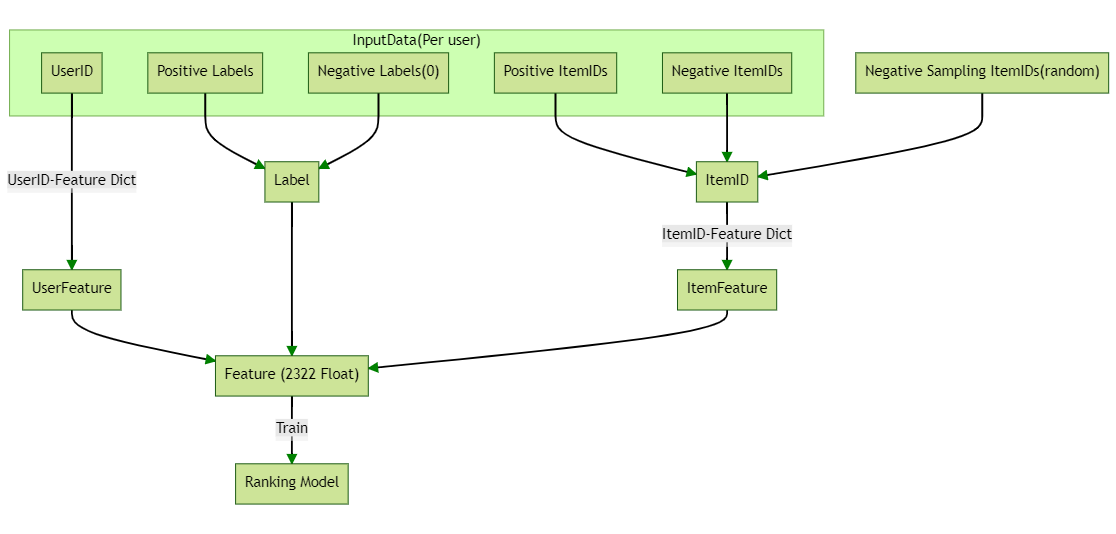 InputData(Per user)
UserID
Positive Labels
Negative Labels(0)
Positive ItemIDs
Negative ItemIDs
Negative Sampling ItemIDs(random)
UserID-Feature Dict
Label
ItemID
ItemID-Feature Dict
UserFeature
ItemFeature
Feature (2322 Float)
Train
Ranking Model